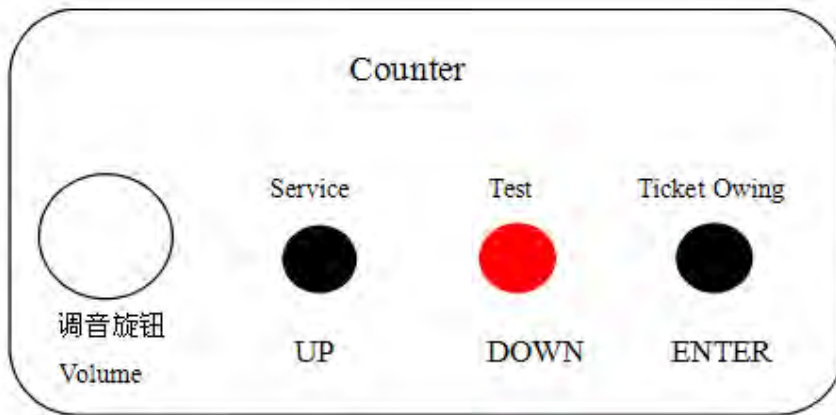 Counter
Service Test Ticket Owing
调音旋钮
UP DOWN ENTER
Volume